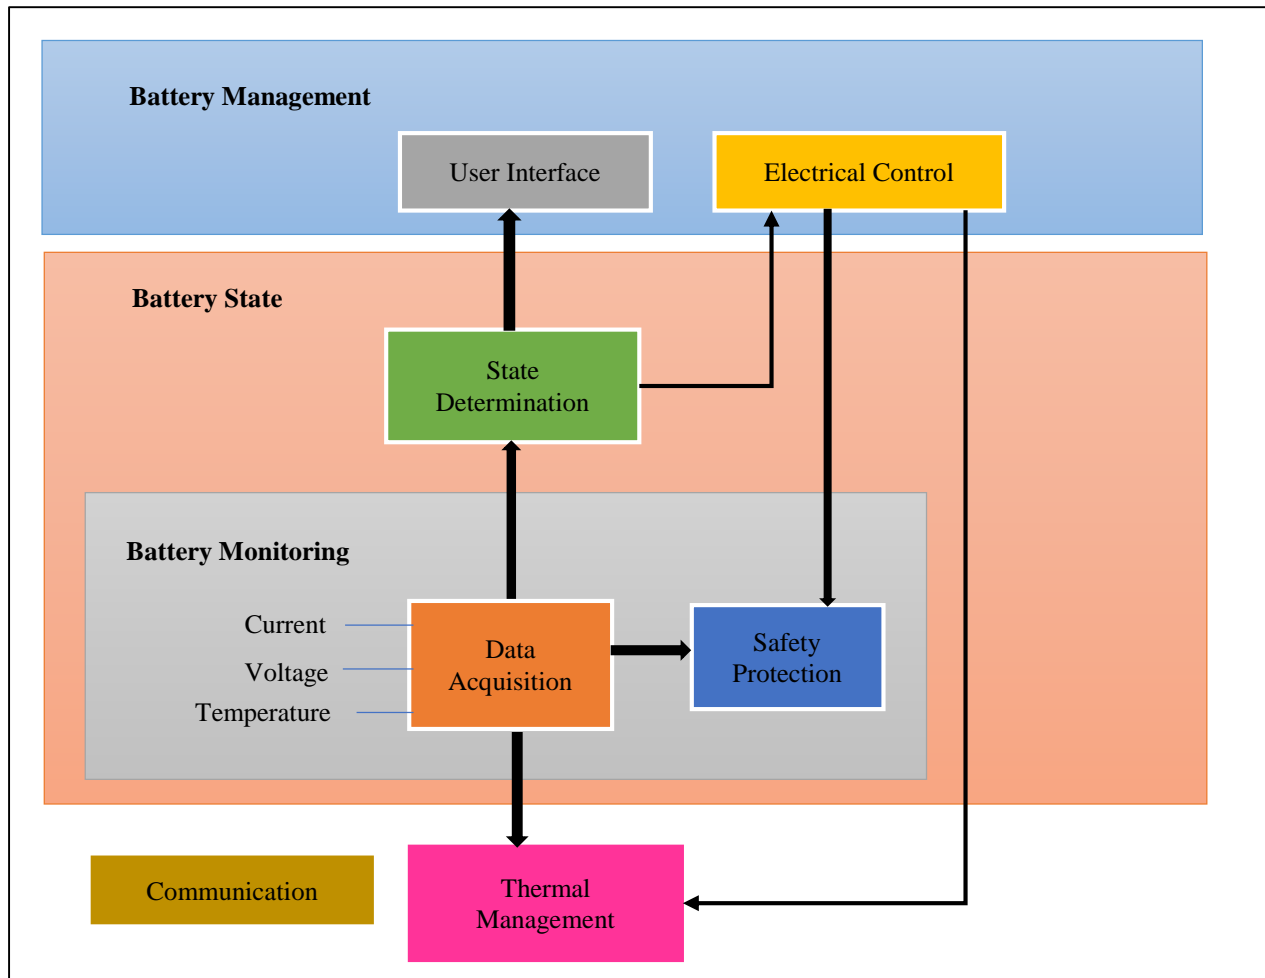 Battery Management
User Interface
Electrical Control
Battery State
State
Determination
Battery Monitoring
Current
Voltage
Temperature
Data
Acquisition
Safety
Protection
Communication
Thermal
Management